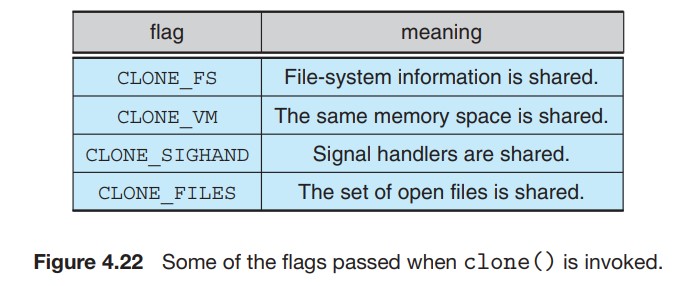 flag meaning
CLONE_FS File-system information is shared.
CLONE_VM The same memory space is shared.
CLONE_SIGHAND Signal handlers are shared.
CLONE_FILES The set of open files is shared.
Figure 4.22 Some of the flags passed when clone() is invoked.